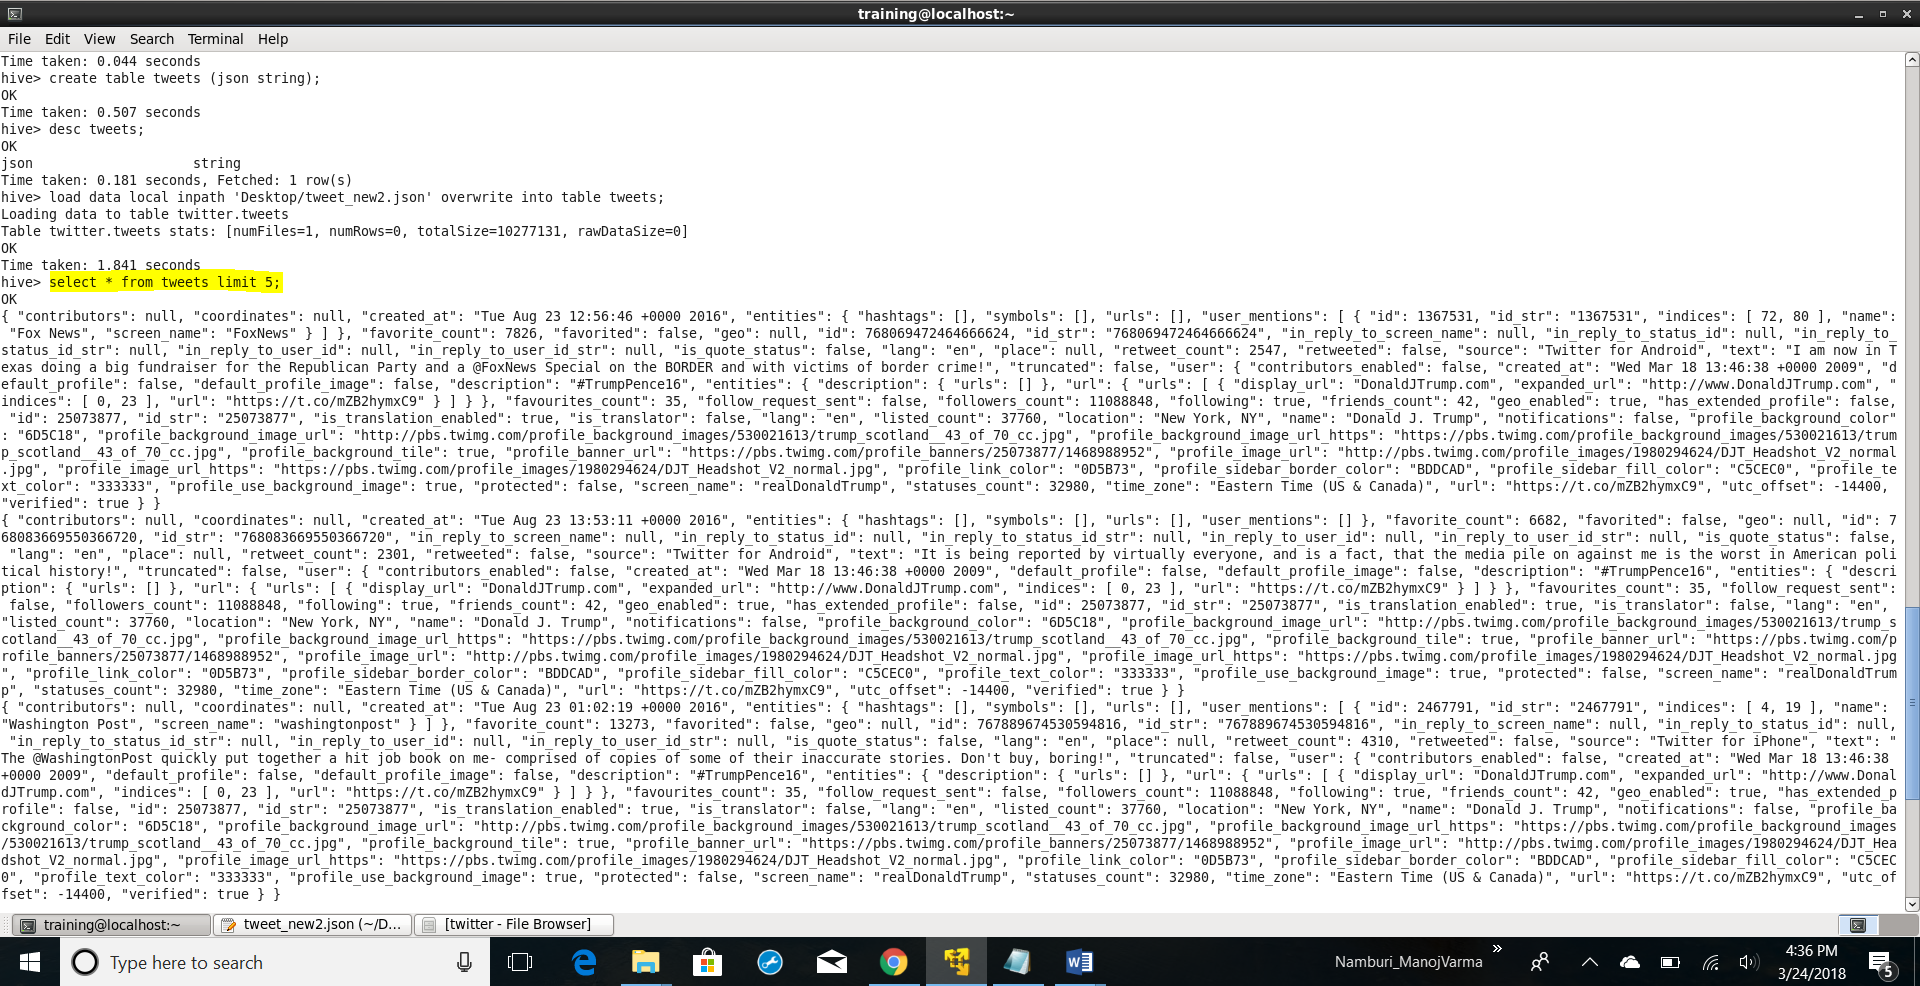 training@localhost:~
File Edit View Search Terminal Help
Time taken: 0.044 seconds
hive> create table tweets (json string);
OK
Time taken: 0.507 seconds
hive> desc tweets;
OK
json                    string
Time taken: 0.181 seconds, Fetched: 1 row(s)
hive> load data local inpath 'Desktop/tweet_new2.json' overwrite into table tweets;
Loading data to table twitter.tweets
Table twitter.tweets stats: [numFiles=1, numRows=0, totalSize=10277131, rawDataSize=0]
OK
Time taken: 1.841 seconds
hive> select * from tweets limit 5;
OK
{ "contributors": null, "coordinates": null, "created_at": "Tue Aug 23 12:56:46 +0000 2016", "entities": { "hashtags": [], "symbols": [], "urls": [], "user_mentions": [ { "id": 1367531, "id_str": "1367531", "indices": [ 72, 80 ], "name":
 "Fox News", "screen_name": "FoxNews" } ] }, "favorite_count": 7826, "favorited": false, "geo": null, "id": 768069472464666624, "id_str": "768069472464666624", "in_reply_to_screen_name": null, "in_reply_to_status_id": null, "in_reply_to_
status_id_str": null, "in_reply_to_user_id": null, "in_reply_to_user_id_str": null, "is_quote_status": false, "lang": "en", "place": null, "retweet_count": 2547, "retweeted": false, "source": "Twitter for Android", "text": "I am now in T
exas doing a big fundraiser for the Republican Party and a @FoxNews Special on the BORDER and with victims of border crime!", "truncated": false, "user": { "contributors_enabled": false, "created_at": "Wed Mar 18 13:46:38 +0000 2009", "d
efault_profile": false, "default_profile_image": false, "description": "#TrumpPence16", "entities": { "description": { "urls": [] }, "url": { "urls": [ { "display_url": "DonaldJTrump.com", "expanded_url": "http://www.DonaldJTrump.com", "
indices": [ 0, 23 ], "url": "https://t.co/mZB2hymxC9" } ] } }, "favourites_count": 35, "follow_request_sent": false, "followers_count": 11088848, "following": true, "friends_count": 42, "geo_enabled": true, "has_extended_profile": false,
 "id": 25073877, "id_str": "25073877", "is_translation_enabled": true, "is_translator": false, "lang": "en", "listed_count": 37760, "location": "New York, NY", "name": "Donald J. Trump", "notifications": false, "profile_background_color"
: "6D5C18", "profile_background_image_url": "http://pbs.twimg.com/profile_background_images/530021613/trump_scotland__43_of_70_cc.jpg", "profile_background_image_url_https": "https://pbs.twimg.com/profile_background_images/530021613/trum
p_scotland__43_of_70_cc.jpg", "profile_background_tile": true, "profile_banner_url": "https://pbs.twimg.com/profile_banners/25073877/1468988952", "profile_image_url": "http://pbs.twimg.com/profile_images/1980294624/DJT_Headshot_V2_normal
.jpg", "profile_image_url_https": "https://pbs.twimg.com/profile_images/1980294624/DJT_Headshot_V2_normal.jpg", "profile_link_color": "0D5B73", "profile_sidebar_border_color": "BDDCAD", "profile_sidebar_fill_color": "C5CEC0", "profile_te
xt_color": "333333", "profile_use_background_image": true, "protected": false, "screen_name": "realDonaldTrump", "statuses_count": 32980, "time_zone": "Eastern Time (US & Canada)", "url": "https://t.co/mZB2hymxC9", "utc_offset": -14400,
"verified": true } }
{ "contributors": null, "coordinates": null, "created_at": "Tue Aug 23 13:53:11 +0000 2016", "entities": { "hashtags": [], "symbols": [], "urls": [], "user_mentions": [] }, "favorite_count": 6682, "favorited": false, "geo": null, "id": 7
68083669550366720, "id_str": "768083669550366720", "in_reply_to_screen_name": null, "in_reply_to_status_id": null, "in_reply_to_status_id_str": null, "in_reply_to_user_id": null, "in_reply_to_user_id_str": null, "is_quote_status": false,
 "lang": "en", "place": null, "retweet_count": 2301, "retweeted": false, "source": "Twitter for Android", "text": "It is being reported by virtually everyone, and is a fact, that the media pile on against me is the worst in American poli
tical history!", "truncated": false, "user": { "contributors_enabled": false, "created_at": "Wed Mar 18 13:46:38 +0000 2009", "default_profile": false, "default_profile_image": false, "description": "#TrumpPence16", "entities": { "descri
ption": { "urls": [] }, "url": { "urls": [ { "display_url": "DonaldJTrump.com", "expanded_url": "http://www.DonaldJTrump.com", "indices": [ 0, 23 ], "url": "https://t.co/mZB2hymxC9" } ] } }, "favourites_count": 35, "follow_request_sent":
 false, "followers_count": 11088848, "following": true, "friends_count": 42, "geo_enabled": true, "has_extended_profile": false, "id": 25073877, "id_str": "25073877", "is_translation_enabled": true, "is_translator": false, "lang": "en",
"listed_count": 37760, "location": "New York, NY", "name": "Donald J. Trump", "notifications": false, "profile_background_color": "6D5C18", "profile_background_image_url": "http://pbs.twimg.com/profile_background_images/530021613/trump_s
cotland__43_of_70_cc.jpg", "profile_background_image_url_https": "https://pbs.twimg.com/profile_background_images/530021613/trump_scotland__43_of_70_cc.jpg", "profile_background_tile": true, "profile_banner_url": "https://pbs.twimg.com/p
rofile_banners/25073877/1468988952", "profile_image_url": "http://pbs.twimg.com/profile_images/1980294624/DJT_Headshot_V2_normal.jpg", "profile_image_url_https": "https://pbs.twimg.com/profile_images/1980294624/DJT_Headshot_V2_normal.jpg
", "profile_link_color": "0D5B73", "profile_sidebar_border_color": "BDDCAD", "profile_sidebar_fill_color": "C5CEC0", "profile_text_color": "333333", "profile_use_background_image": true, "protected": false, "screen_name": "realDonaldTrum
p", "statuses_count": 32980, "time_zone": "Eastern Time (US & Canada)", "url": "https://t.co/mZB2hymxC9", "utc_offset": -14400, "verified": true } }
{ "contributors": null, "coordinates": null, "created_at": "Tue Aug 23 01:02:19 +0000 2016", "entities": { "hashtags": [], "symbols": [], "urls": [], "user_mentions": [ { "id": 2467791, "id_str": "2467791", "indices": [ 4, 19 ], "name":
"Washington Post", "screen_name": "washingtonpost" } ] }, "favorite_count": 13273, "favorited": false, "geo": null, "id": 767889674530594816, "id_str": "767889674530594816", "in_reply_to_screen_name": null, "in_reply_to_status_id": null,
 "in_reply_to_status_id_str": null, "in_reply_to_user_id": null, "in_reply_to_user_id_str": null, "is_quote_status": false, "lang": "en", "place": null, "retweet_count": 4310, "retweeted": false, "source": "Twitter for iPhone", "text": "
The @WashingtonPost quickly put together a hit job book on me- comprised of copies of some of their inaccurate stories. Don't buy, boring!", "truncated": false, "user": { "contributors_enabled": false, "created_at": "Wed Mar 18 13:46:38
+0000 2009", "default_profile": false, "default_profile_image": false, "description": "#TrumpPence16", "entities": { "description": { "urls": [] }, "url": { "urls": [ { "display_url": "DonaldJTrump.com", "expanded_url": "http://www.Donal
dJTrump.com", "indices": [ 0, 23 ], "url": "https://t.co/mZB2hymxC9" } ] } }, "favourites_count": 35, "follow_request_sent": false, "followers_count": 11088848, "following": true, "friends_count": 42, "geo_enabled": true, "has_extended_p
rofile": false, "id": 25073877, "id_str": "25073877", "is_translation_enabled": true, "is_translator": false, "lang": "en", "listed_count": 37760, "location": "New York, NY", "name": "Donald J. Trump", "notifications": false, "profile_ba
ckground_color": "6D5C18", "profile_background_image_url": "http://pbs.twimg.com/profile_background_images/530021613/trump_scotland__43_of_70_cc.jpg", "profile_background_image_url_https": "https://pbs.twimg.com/profile_background_images
/530021613/trump_scotland__43_of_70_cc.jpg", "profile_background_tile": true, "profile_banner_url": "https://pbs.twimg.com/profile_banners/25073877/1468988952", "profile_image_url": "http://pbs.twimg.com/profile_images/1980294624/DJT_Hea
dshot_V2_normal.jpg", "profile_image_url_https": "https://pbs.twimg.com/profile_images/1980294624/DJT_Headshot_V2_normal.jpg", "profile_link_color": "0D5B73", "profile_sidebar_border_color": "BDDCAD", "profile_sidebar_fill_color": "C5CEC
0", "profile_text_color": "333333", "profile_use_background_image": true, "protected": false, "screen_name": "realDonaldTrump", "statuses_count": 32980, "time_zone": "Eastern Time (US & Canada)", "url": "https://t.co/mZB2hymxC9", "utc_of
fset": -14400, "verified": true } }
training@localhost:~ tweet_new2.json (~/D... [twitter - File Browser]
Type here to search
Namburi_ManojVarma
4:36 PM
3/24/2018
5